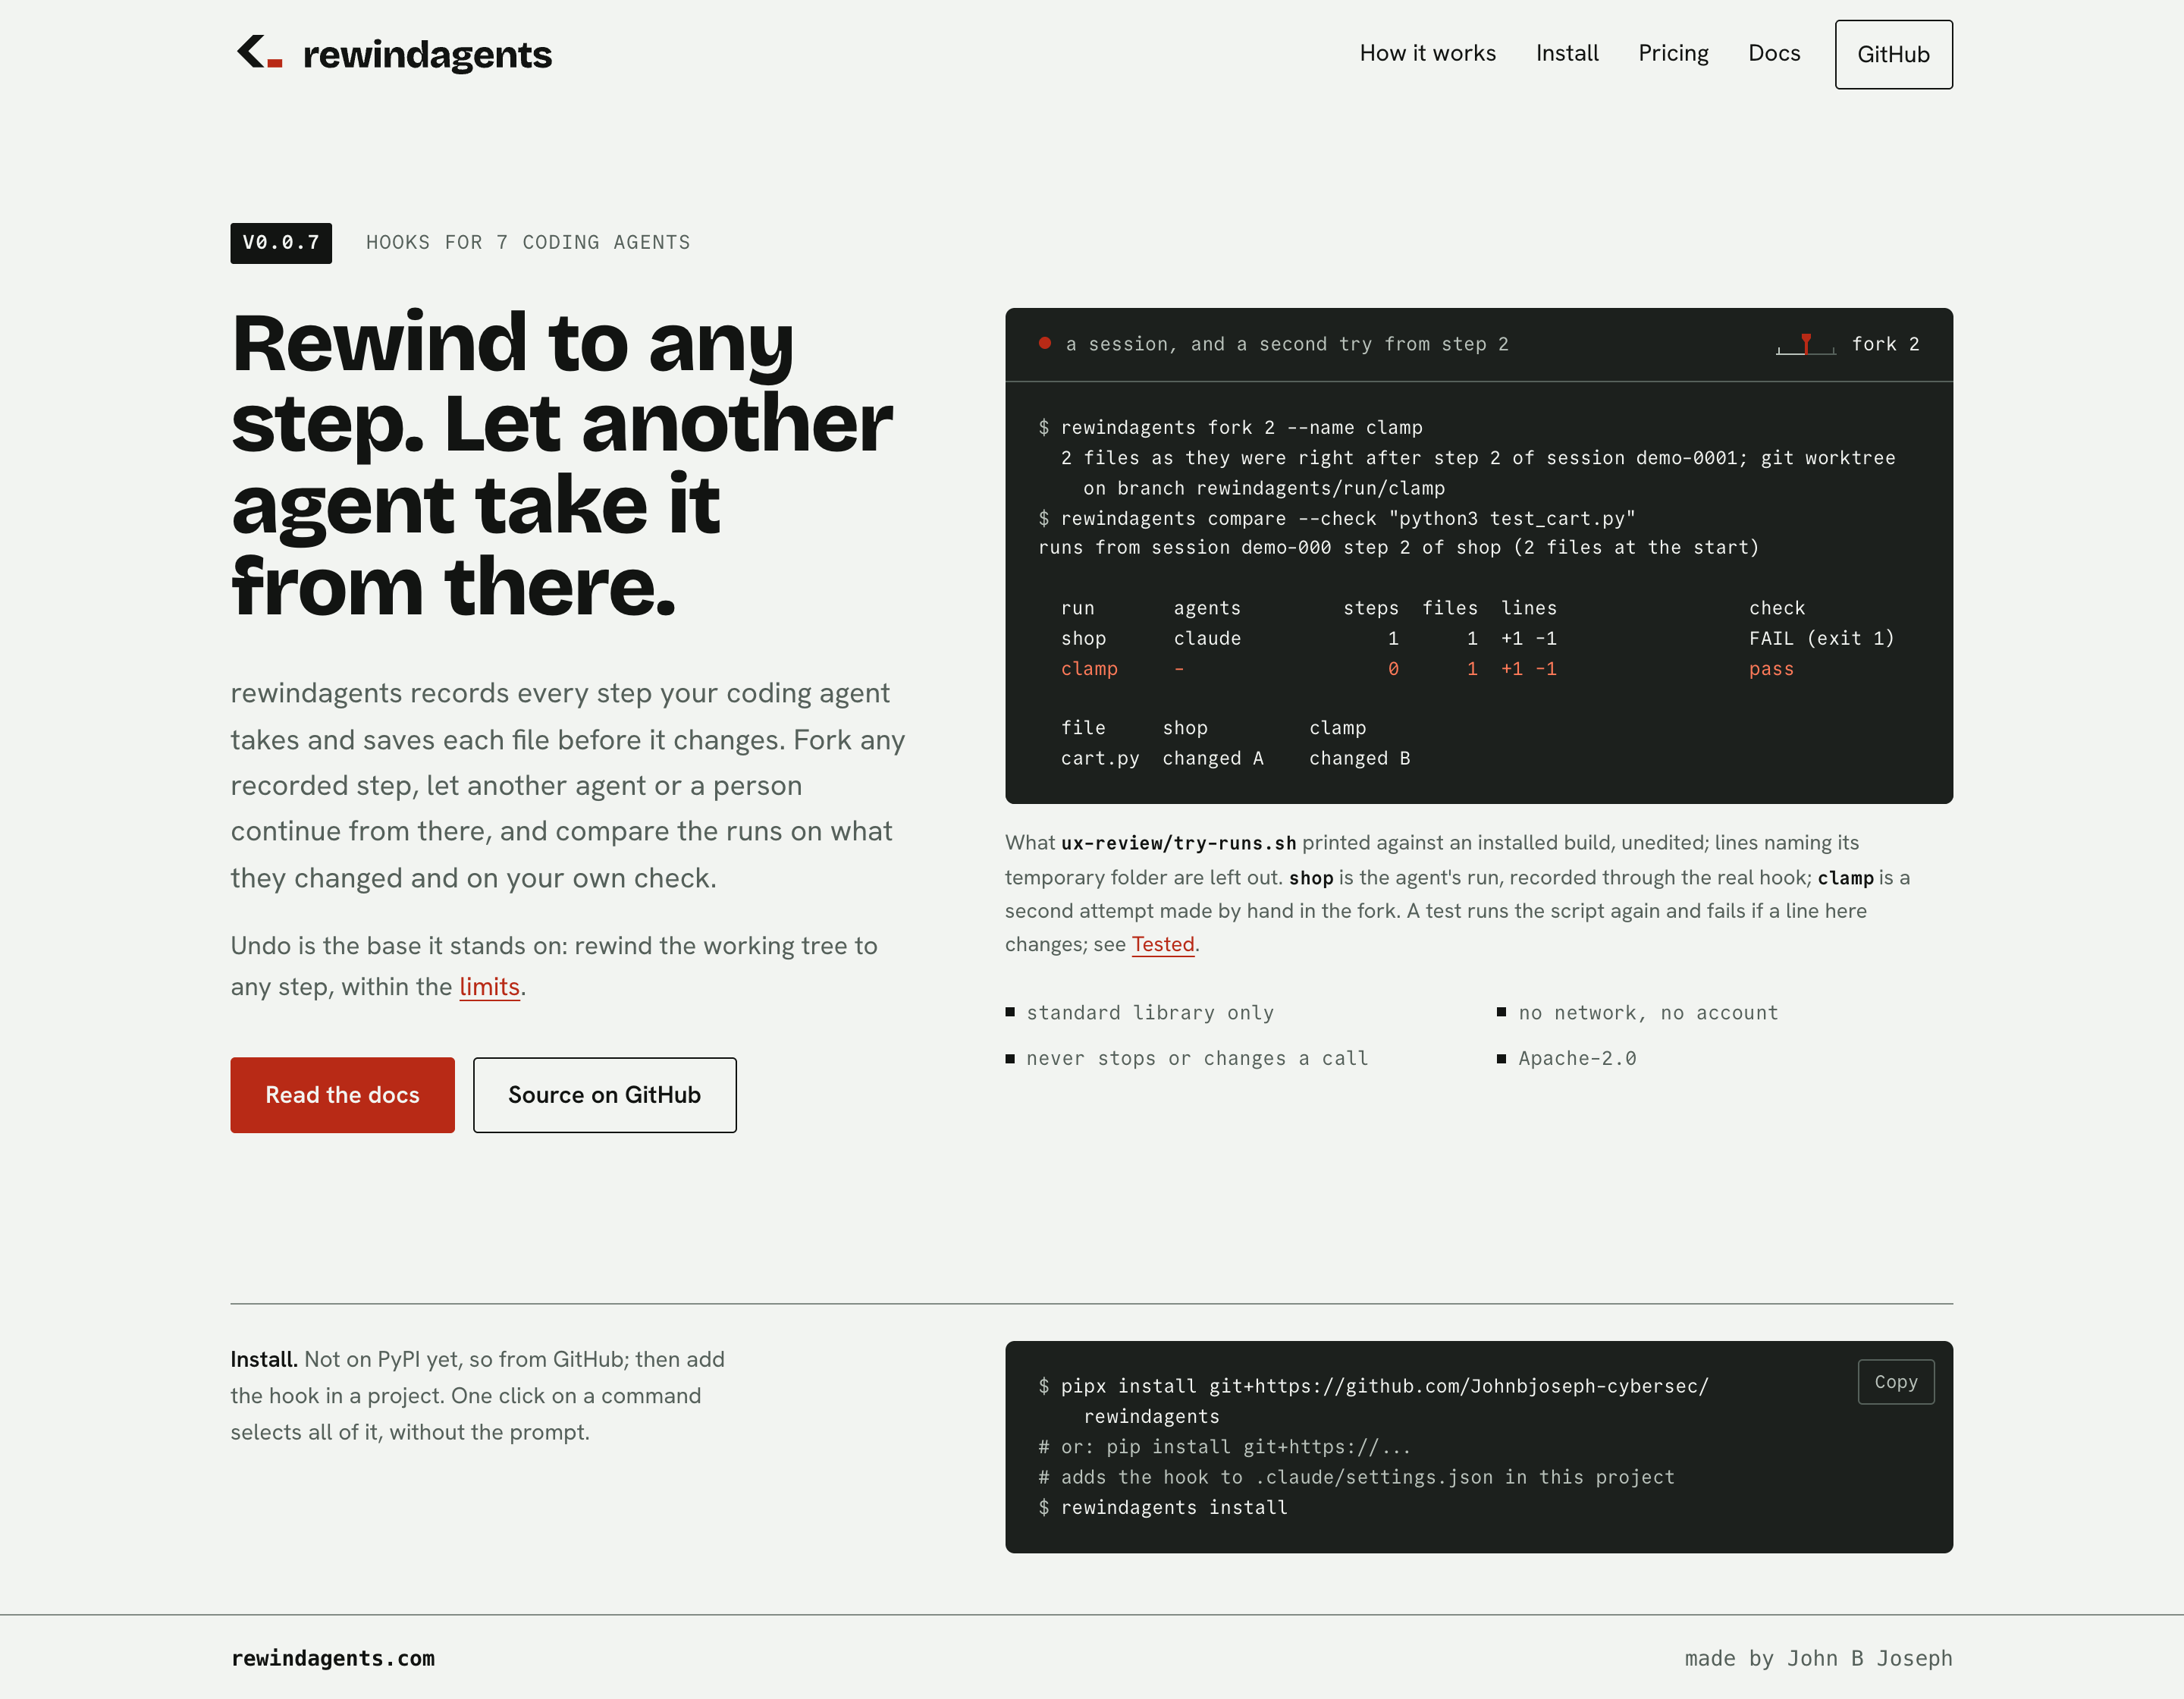 rewindagents
How it works Install Pricing Docs GitHub
V0.0.7 HOOKS FOR 7 CODING AGENTS
Rewind to any
step. Let another
agent take it
from there.
rewindagents records every step your coding agent
takes and saves each file before it changes. Fork any
recorded step, let another agent or a person
continue from there, and compare the runs on what
they changed and on your own check.
Undo is the base it stands on: rewind the working tree to
any step, within the limits.
Read the docs Source on GitHub
a session, and a second try from step 2 fork 2
$ rewindagents fork 2 --name clamp
2 files as they were right after step 2 of session demo-0001; git worktree
on branch rewindagents/run/clamp
$ rewindagents compare --check "python3 test_cart.py"
runs from session demo-000 step 2 of shop (2 files at the start)
run agents steps files lines check
shop claude 1 1 +1 -1 FAIL (exit 1)
clamp - 0 1 +1 -1 pass
file shop clamp
cart.py changed A changed B
What ux-review/try-runs.sh printed against an installed build, unedited; lines naming its
temporary folder are left out. shop is the agent's run, recorded through the real hook; clamp is a
second attempt made by hand in the fork. A test runs the script again and fails if a line here
changes; see Tested.
standard library only no network, no account
never stops or changes a call Apache-2.0
Install. Not on PyPI yet, so from GitHub; then add
the hook in a project. One click on a command
selects all of it, without the prompt.
Copy
$ pipx install git+https://github.com/Johnbjoseph-cybersec/
rewindagents
# or: pip install git+https://...
# adds the hook to .claude/settings.json in this project
$ rewindagents install
rewindagents.com made by John B Joseph